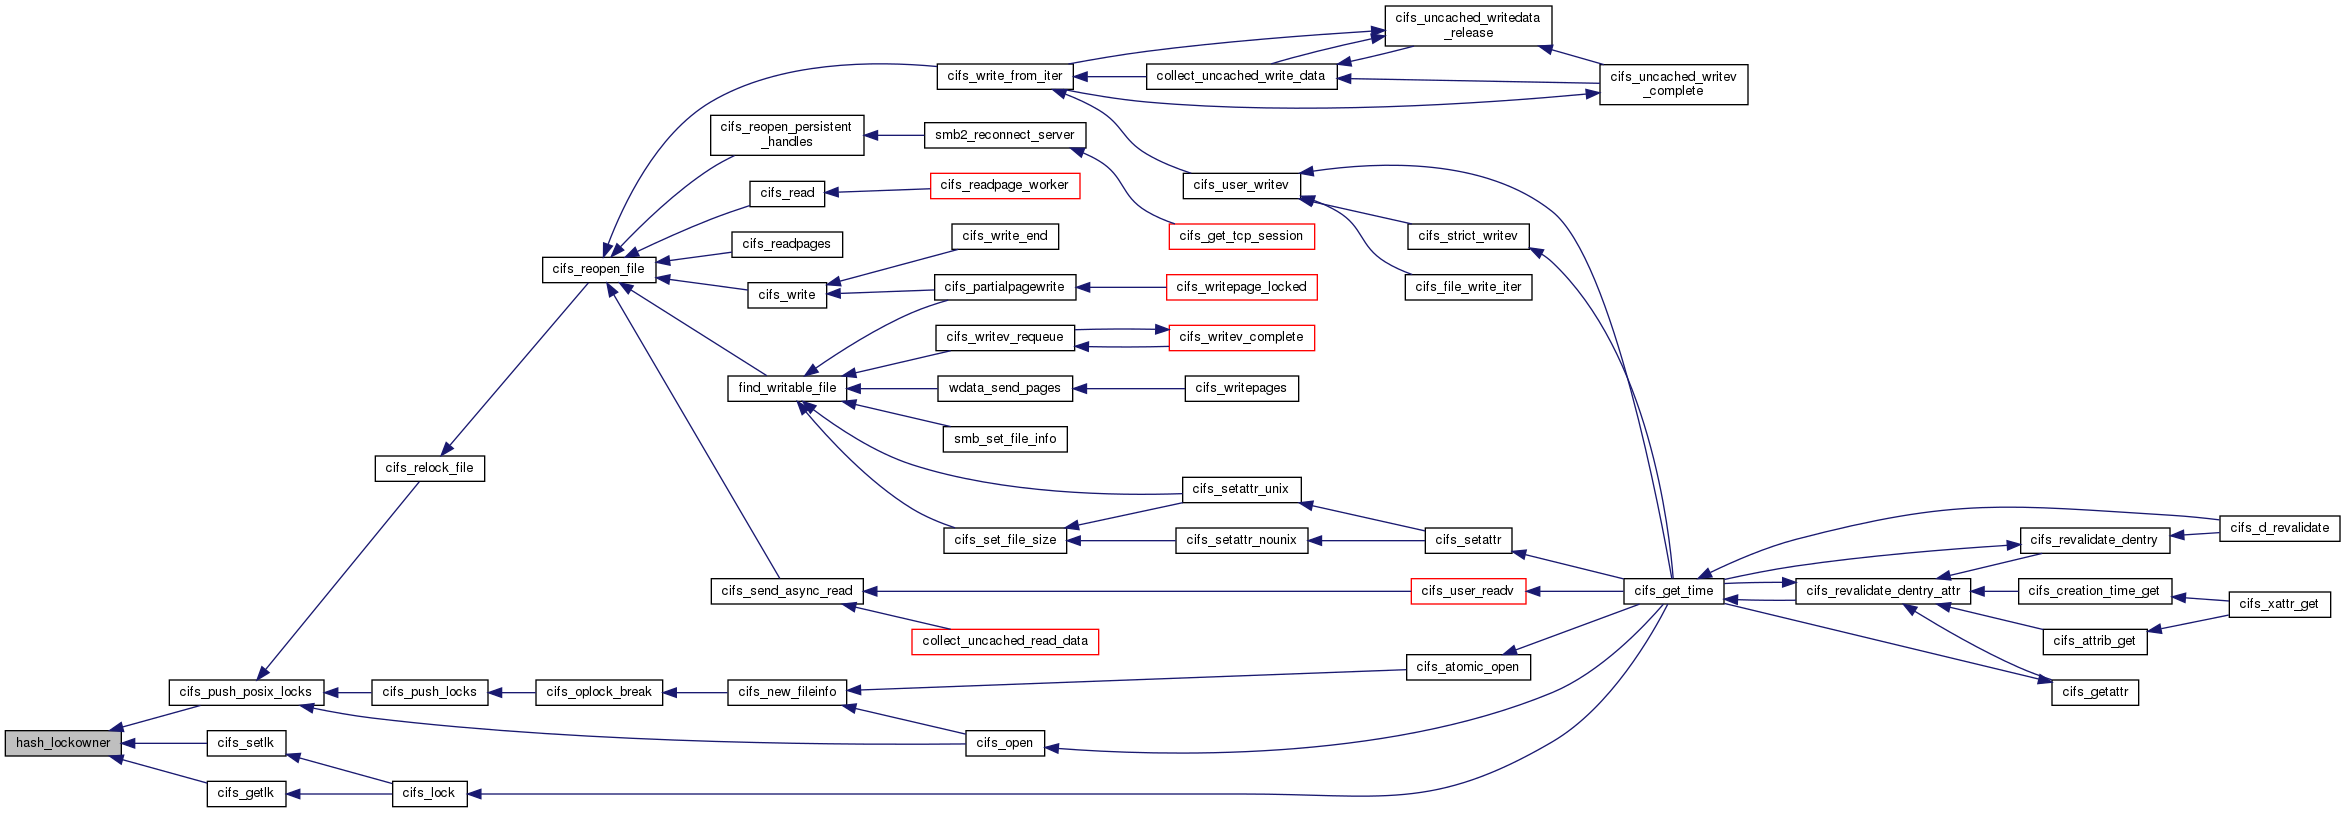 cifs_uncached_writedata
_release
cifs_write_from_iter
collect_uncached_write_data
cifs_uncached_writev
_complete
cifs_reopen_persistent
_handles
smb2_reconnect_server
cifs_read
cifs_readpage_worker
cifs_user_writev
cifs_readpages
cifs_write_end
cifs_get_tcp_session
cifs_strict_writev
cifs_reopen_file
cifs_write
cifs_partialpagewrite
cifs_writepage_locked
cifs_file_write_iter
cifs_writev_requeue
cifs_writev_complete
find_writable_file
wdata_send_pages
cifs_writepages
smb_set_file_info
cifs_relock_file
cifs_setattr_unix
cifs_set_file_size
cifs_setattr_nounix
cifs_setattr
cifs_revalidate_dentry
cifs_d_revalidate
cifs_send_async_read
cifs_user_readv
cifs_get_time
cifs_revalidate_dentry_attr
cifs_creation_time_get
cifs_xattr_get
collect_uncached_read_data
cifs_attrib_get
cifs_atomic_open
cifs_push_posix_locks
cifs_push_locks
cifs_oplock_break
cifs_new_fileinfo
cifs_getattr
hash_lockowner
cifs_setlk
cifs_open
cifs_getlk
cifs_lock